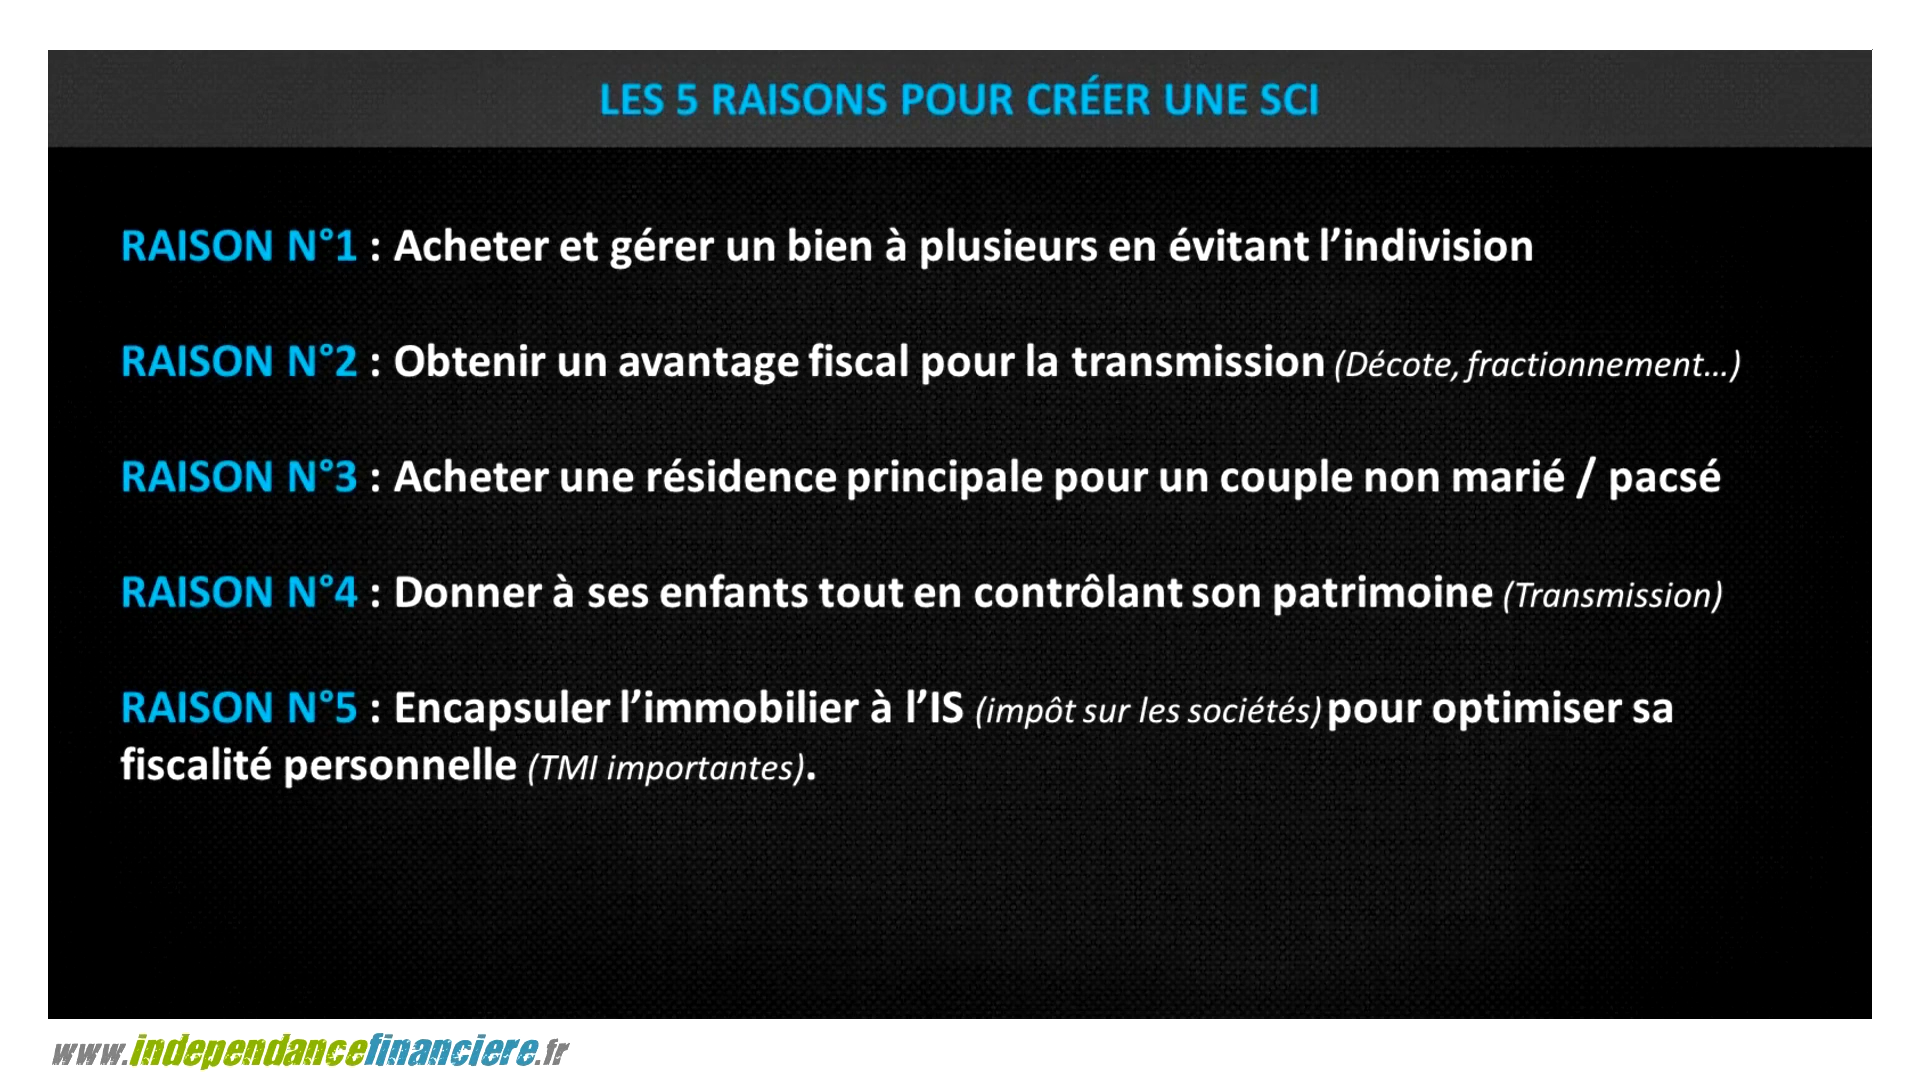 LES 5 RAISONS POUR CRÉER UNE SCI
RAISON N°1 : Acheter et gérer un bien à plusieurs en évitant l’indivision
RAISON N°2 : Obtenir un avantage fiscal pour la transmission (Décote, fractionnement…)
RAISON N°3 : Acheter une résidence principale pour un couple non marié / pacsé
RAISON N°4 : Donner à ses enfants tout en contrôlant son patrimoine (Transmission)
RAISON N°5 : Encapsuler l’immobilier à l’IS (impôt sur les sociétés) pour optimiser sa
fiscalité personnelle (TMI importantes).
www.independancefinanciere.fr